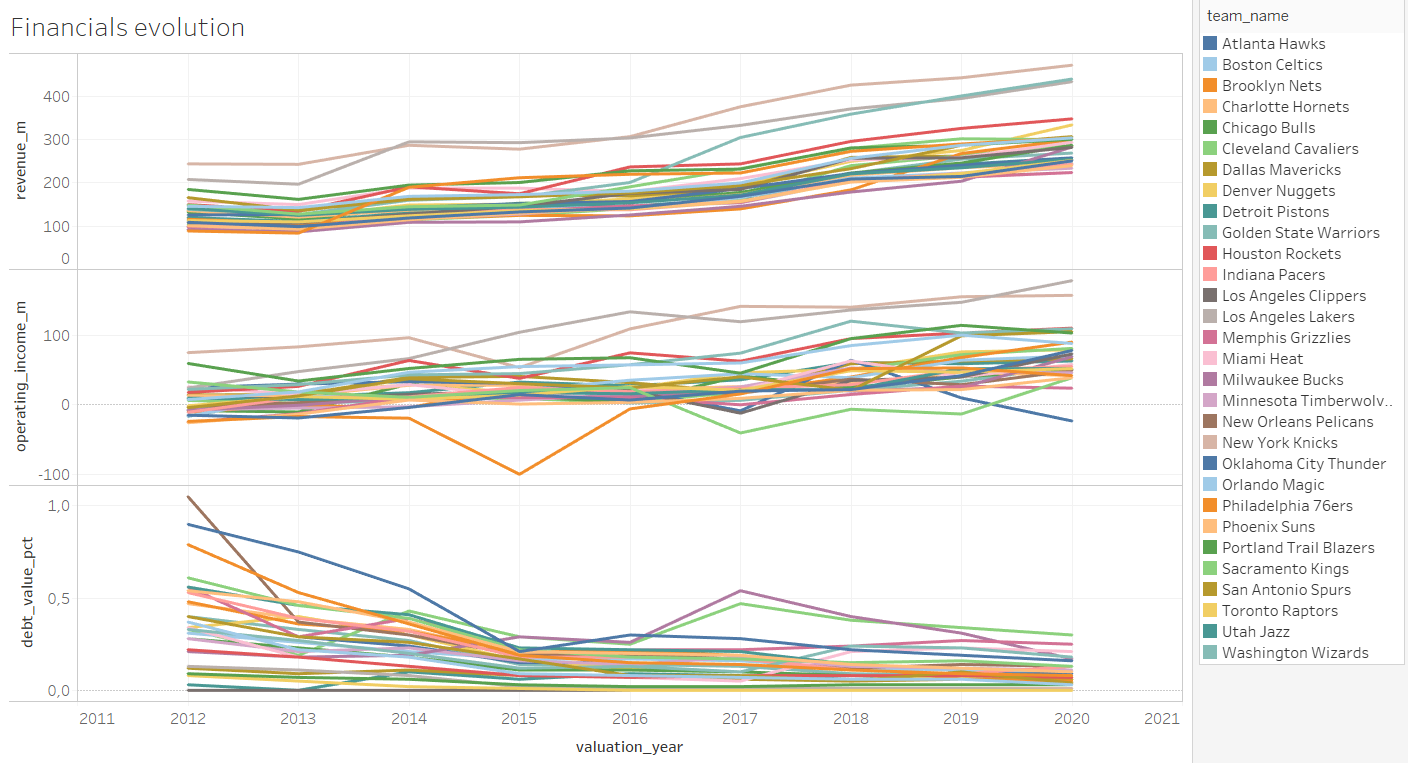 Financials evolution
revenue_m
400
300
200
100
0
operating_income_m
100
0
-100
debt_value_pct
1,0
0,5
0,0
2011 2012 2013 2014 2015 2016 2017 2018 2019 2020 2021
valuation_year
team_name
Atlanta Hawks
Boston Celtics
Brooklyn Nets
Charlotte Hornets
Chicago Bulls
Cleveland Cavaliers
Dallas Mavericks
Denver Nuggets
Detroit Pistons
Golden State Warriors
Houston Rockets
Indiana Pacers
Los Angeles Clippers
Los Angeles Lakers
Memphis Grizzlies
Miami Heat
Milwaukee Bucks
Minnesota Timberwolv..
New Orleans Pelicans
New York Knicks
Oklahoma City Thunder
Orlando Magic
Philadelphia 76ers
Phoenix Suns
Portland Trail Blazers
Sacramento Kings
San Antonio Spurs
Toronto Raptors
Utah Jazz
Washington Wizards